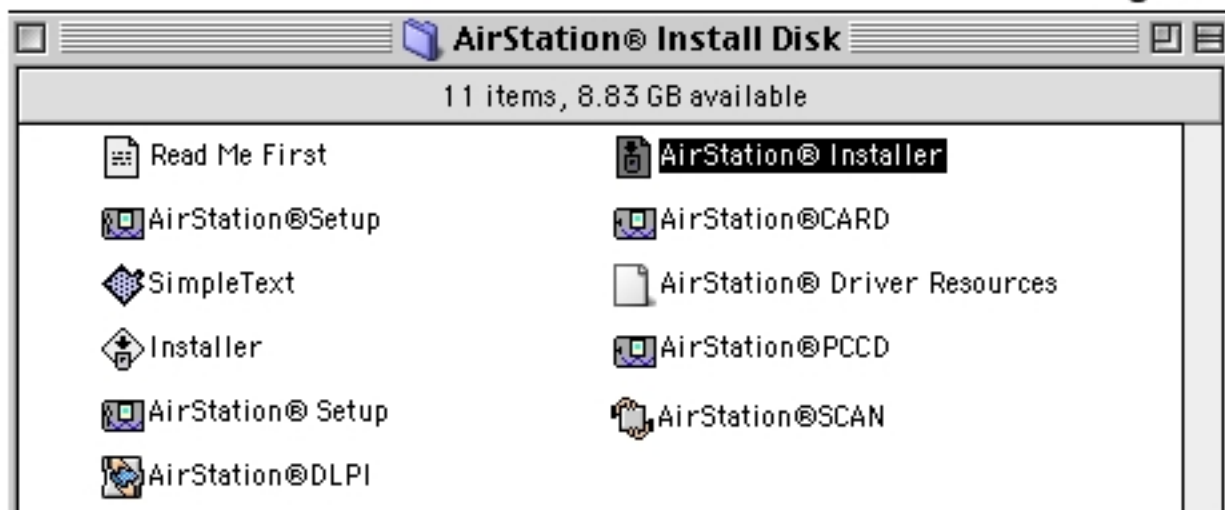 AirStation® Install Disk
11 items, 8.83 GB available
Read Me First
AirStation® Installer
AirStation®Setup
AirStation®CARD
SimpleText
AirStation® Driver Resources
Installer
AirStation®PCCD
AirStation® Setup
AirStation®SCAN
AirStation®DLPI